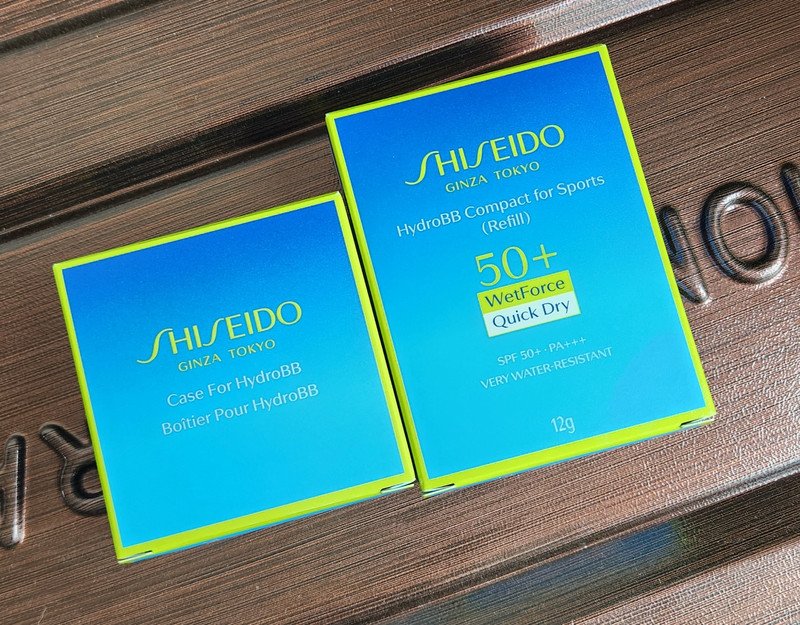 SHISEIDO
GINZA TOKYO
Case For HydroBB
Boîtier Pour HydroBB
SHISEIDO
GINZA TOKYO
HydroBB Compact for Sports
(Refill)
50+
WetForce
Quick Dry
SPF 50+ · PA+++
VERY WATER-RESISTANT
12g